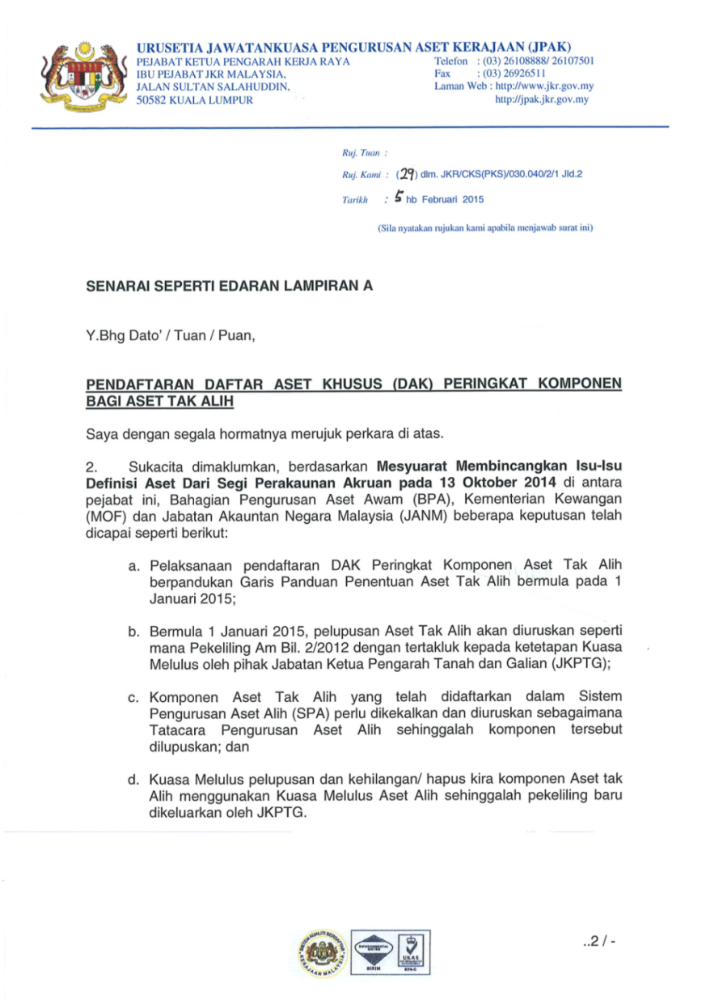 URUSETIA JAWATANKUASA PENGURUSAN ASET KERAJAAN (JPAK)
PEJABAT KETUA PENGARAH KERJA RAYA
IBU PEJABAT JKR MALAYSIA,
JALAN SULTAN SALAHUDDIN,
50582 KUALA LUMPUR
Telefon : (03) 26108888/ 26107501
Fax : (03) 26926511
Laman Web : http://www.jkr.gov.my
http://jpak.jkr.gov.my
Ruj. Tuan :
Ruj. Kami : (29) dlm. JKR/CKS(PKS)/030.040/2/1 Jld.2
Tarikh : 5 hb Februari 2015
(Sila nyatakan rujukan kami apabila menjawab surat ini)
SENARAI SEPERTI EDARAN LAMPIRAN A
Y.Bhg Dato' / Tuan / Puan,
PENDAFTARAN DAFTAR ASET KHUSUS (DAK) PERINGKAT KOMPONEN
BAGI ASET TAK ALIH
Saya dengan segala hormatnya merujuk perkara di atas.
2. Sukacita dimaklumkan, berdasarkan Mesyuarat Membincangkan Isu-Isu
Definisi Aset Dari Segi Perakaunan Akruan pada 13 Oktober 2014 di antara
pejabat ini, Bahagian Pengurusan Aset Awam (BPA), Kementerian Kewangan
(MOF) dan Jabatan Akauntan Negara Malaysia (JANM) beberapa keputusan telah
dicapai seperti berikut:
a. Pelaksanaan pendaftaran DAK Peringkat Komponen Aset Tak Alih
berpandukan Garis Panduan Penentuan Aset Tak Alih bermula pada 1
Januari 2015;
b. Bermula 1 Januari 2015, pelupusan Aset Tak Alih akan diuruskan seperti
mana Pekeliling Am Bil. 2/2012 dengan tertakluk kepada ketetapan Kuasa
Melulus oleh pihak Jabatan Ketua Pengarah Tanah dan Galian (JKPTG);
c. Komponen Aset Tak Alih yang telah didaftarkan dalam Sistem
Pengurusan Aset Alih (SPA) perlu dikekalkan dan diuruskan sebagaimana
Tatacara Pengurusan Aset Alih sehinggalah komponen tersebut
dilupuskan; dan
d. Kuasa Melulus pelupusan dan kehilangan/ hapus kira komponen Aset tak
Alih menggunakan Kuasa Melulus Aset Alih sehinggalah pekeliling baru
dikeluarkan oleh JKPTG.
..2 / -
SISTEM KUALITI BERDAFTAR
KERAJAAN MALAYSIA
SIRIM
UKAS